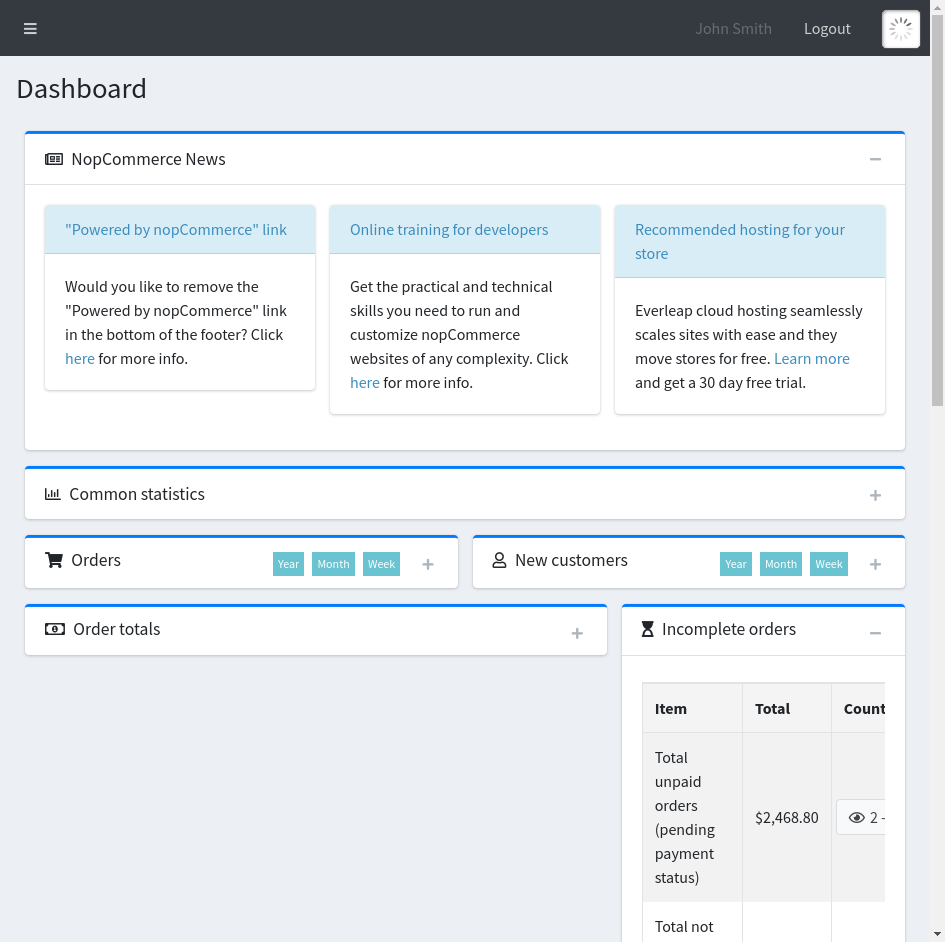 John Smith Logout
Dashboard
NopCommerce News
"Powered by nopCommerce" link
Would you like to remove the
"Powered by nopCommerce" link
in the bottom of the footer? Click
here for more info.
Online training for developers
Get the practical and technical
skills you need to run and
customize nopCommerce
websites of any complexity. Click
here for more info.
Recommended hosting for your
store
Everleap cloud hosting seamlessly
scales sites with ease and they
move stores for free. Learn more
and get a 30 day free trial.
Common statistics
Orders Year Month Week
New customers Year Month Week
Order totals
Incomplete orders
Item Total Count
Total
unpaid
orders
(pending
payment
status)
$2,468.80
2 -
Total not